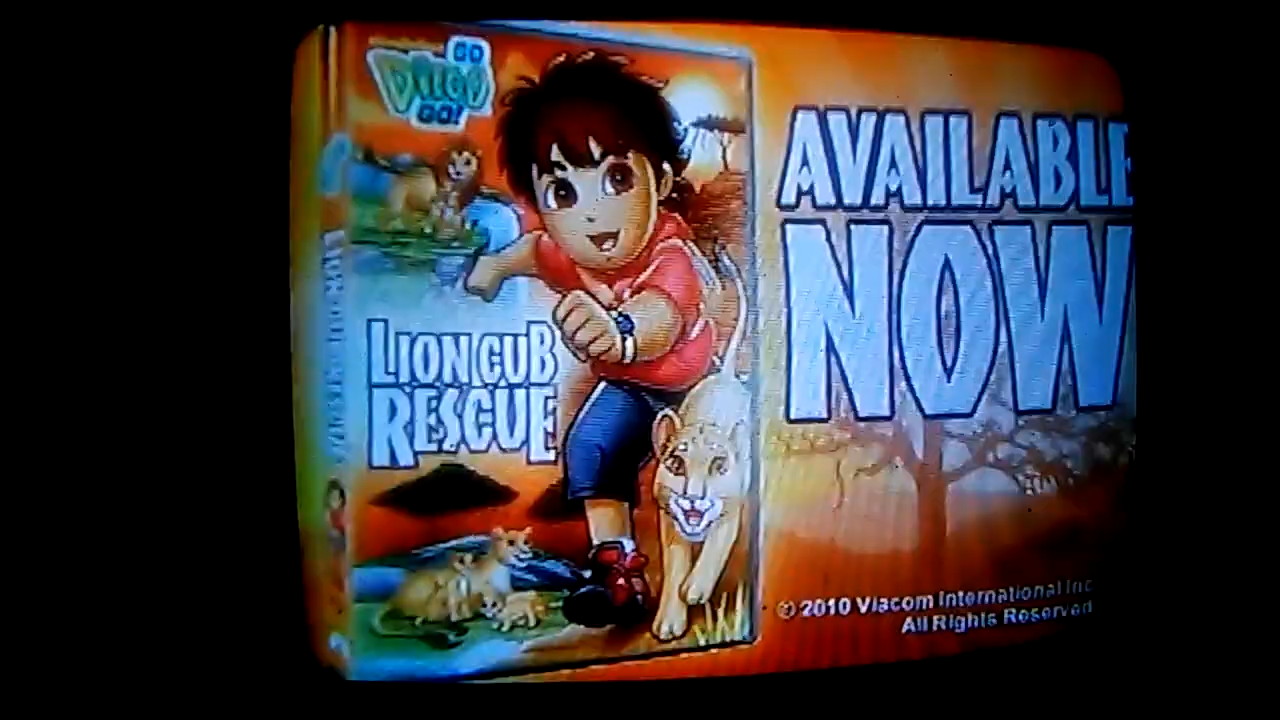 GO
DIEGO
GO!
LION CUB
RESCUE
AVAILABLE
NOW
© 2010 Viacom International Inc
All Rights Reserved